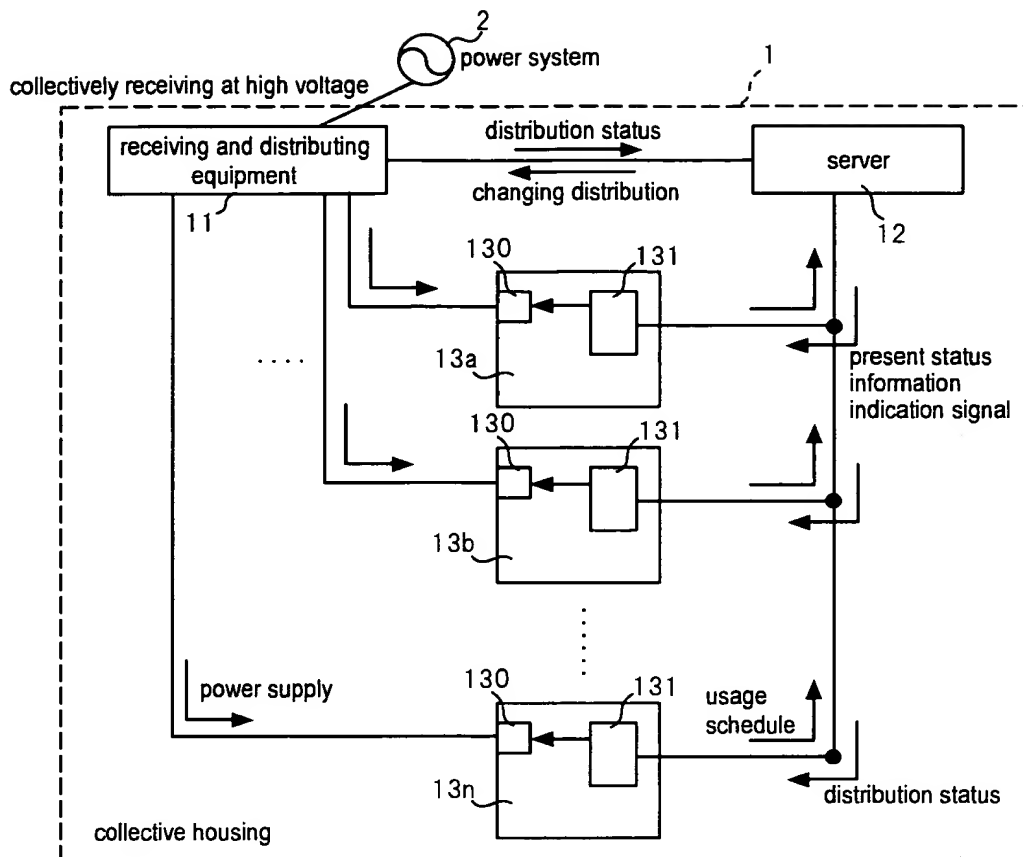 2
power system
collectively receiving at high voltage
1
receiving and distributing
equipment
distribution status
changing distribution
server
11
12
130
131
13a
. . . .
present status
information
indication signal
130
131
13b
power supply
130
131
usage
schedule
13n
distribution status
collective housing